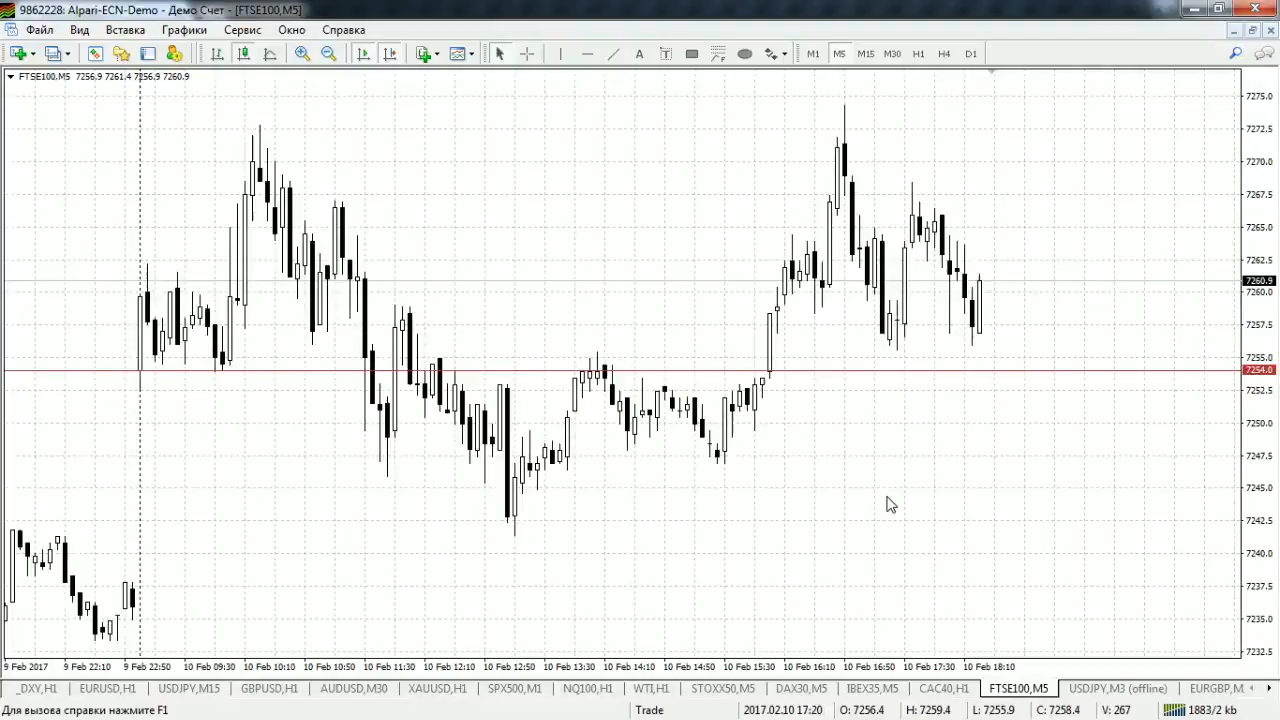 9862228: Alpari-ECN-Demo - Демо Счет - [FTSE100,M5]
Файл Вид Вставка Графики Сервис Окно Справка
A T M1 M5 M15 M30 H1 H4 D1
FTSE100,M5 7256.9 7261.4 7256.9 7260.9
7275.0
7272.5
7270.0
7267.5
7265.0
7262.5
7260.9
7260.0
7257.5
7255.0
7254.0
7252.5
7250.0
7247.5
7245.0
7242.5
7240.0
7237.5
7235.0
7232.5
9 Feb 2017 9 Feb 22:10 9 Feb 22:50 10 Feb 09:30 10 Feb 10:10 10 Feb 10:50 10 Feb 11:30 10 Feb 12:10 10 Feb 12:50 10 Feb 13:30 10 Feb 14:10 10 Feb 14:50 10 Feb 15:30 10 Feb 16:10 10 Feb 16:50 10 Feb 17:30 10 Feb 18:10
_DXY,H1 EURUSD,H1 USDJPY,M15 GBPUSD,H1 AUDUSD,M30 XAUUSD,H1 SPX500,M1 NQ100,H1 WTI,H1 STOXX50,M5 DAX30,M5 IBEX35,M5 CAC40,H1 FTSE100,M5 USDJPY,M3 (offline) EURGBP,M
Для вызова справки нажмите F1 Trade 2017.02.10 17:20 O: 7256.4 H: 7259.4 L: 7255.9 C: 7258.4 V: 267 1883/2 kb